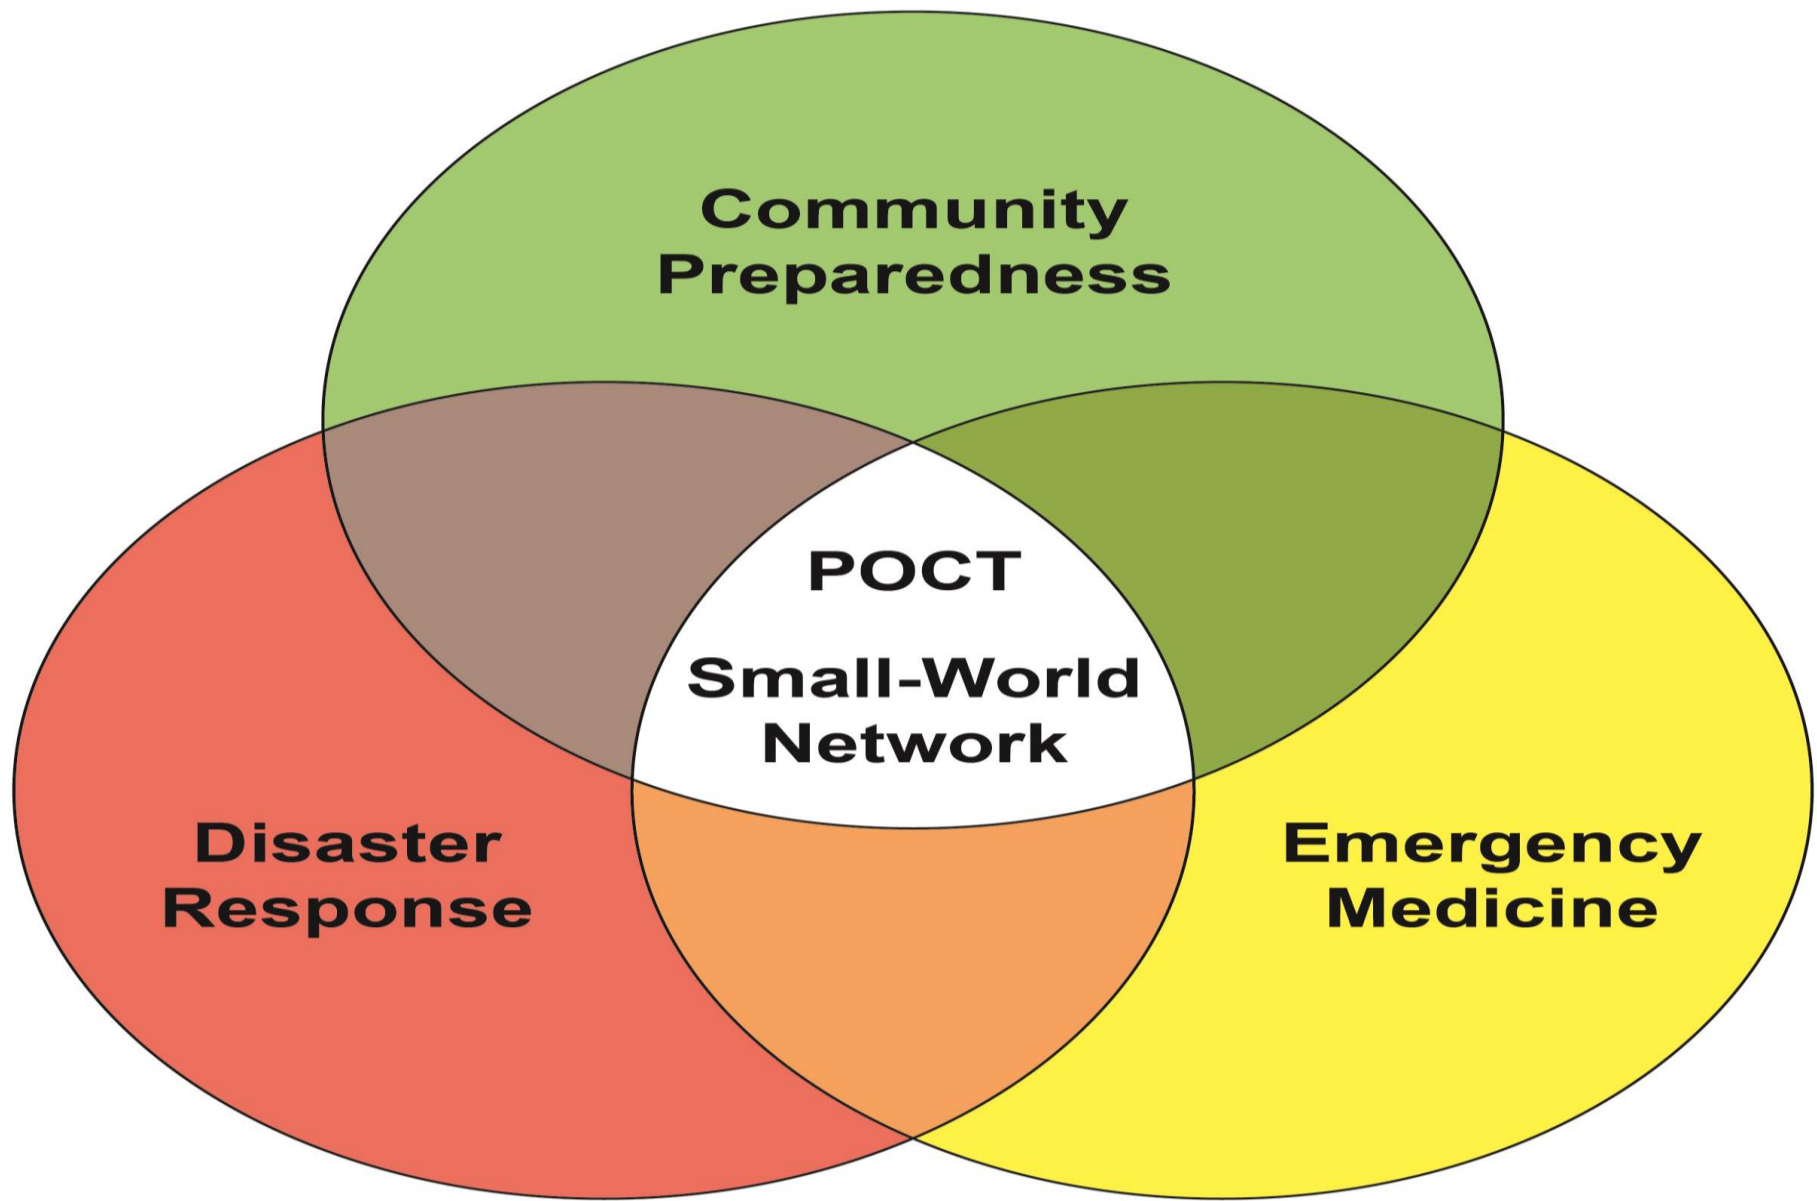 Community
Preparedness
POCT
Small-World
Network
Disaster
Response
Emergency
Medicine